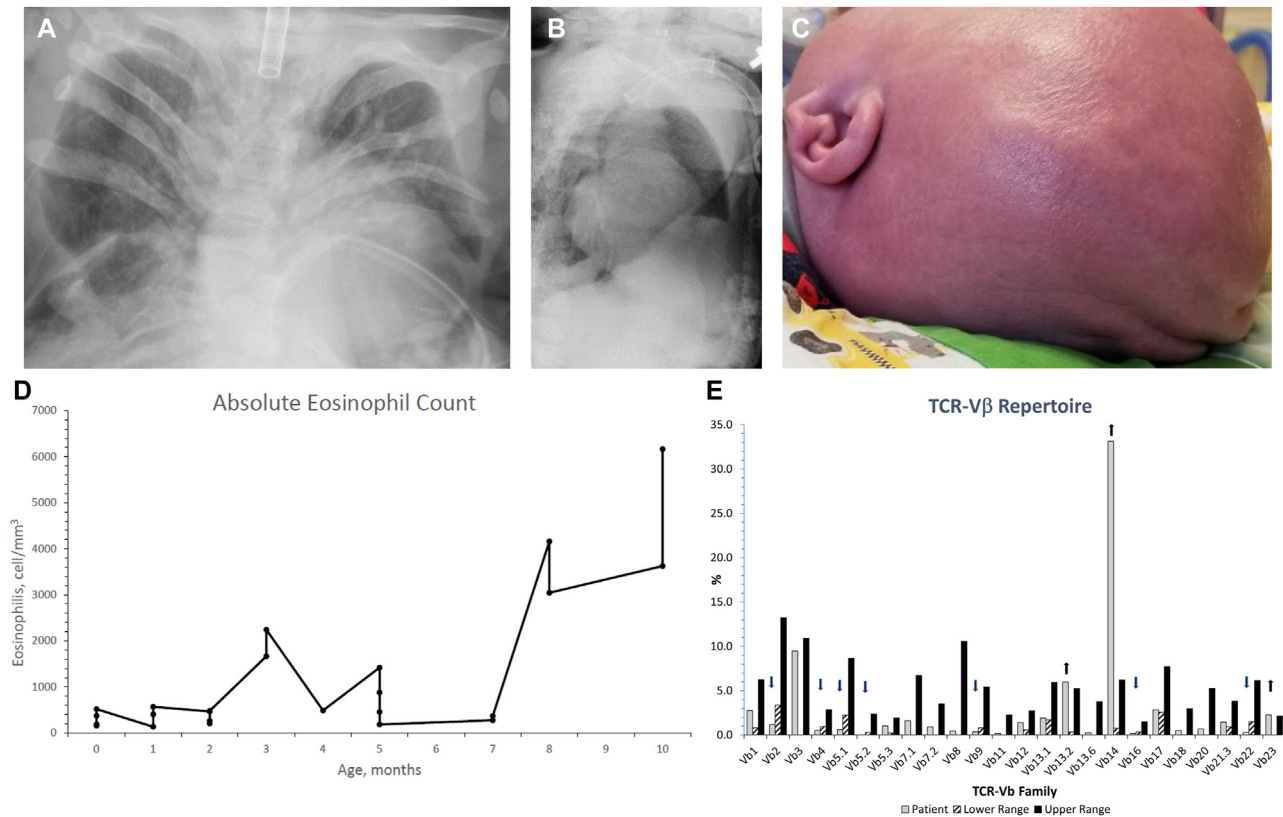 A
B
C
D
Absolute Eosinophil Count
7000
6000
5000
4000
3000
2000
1000
0
Eosinophilis, cell/mm³
0 1 2 3 4 5 6 7 8 9 10
Age, months
E
TCR-Vβ Repertoire
35.0
30.0
25.0
20.0
15.0
10.0
5.0
0.0
%
Vb1 Vb2 Vb3 Vb4 Vb5.1 Vb5.2 Vb5.3 Vb7.1 Vb7.2 Vb8 Vb9 Vb11 Vb12 Vb13.1 Vb13.2 Vb13.6 Vb14 Vb16 Vb17 Vb18 Vb20 Vb21.3 Vb22 Vb23
TCR-Vb Family
Patient Lower Range Upper Range